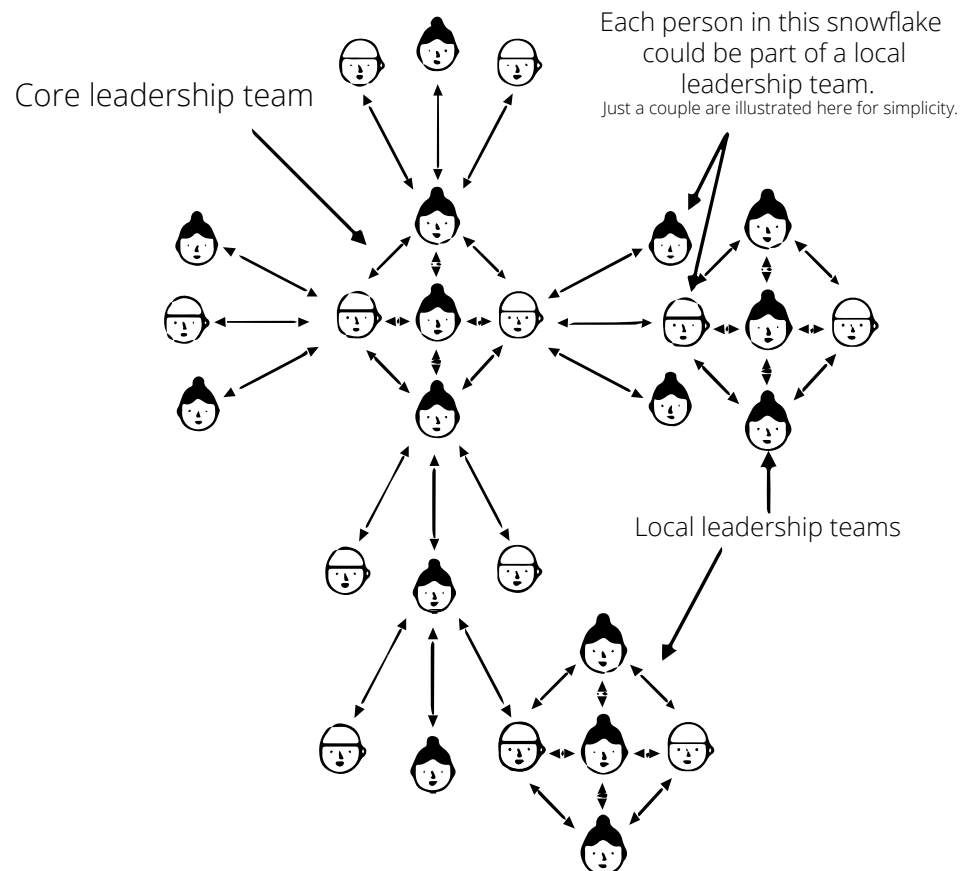 Core leadership team
Each person in this snowflake
could be part of a local
leadership team.
Just a couple are illustrated here for simplicity.
Local leadership teams